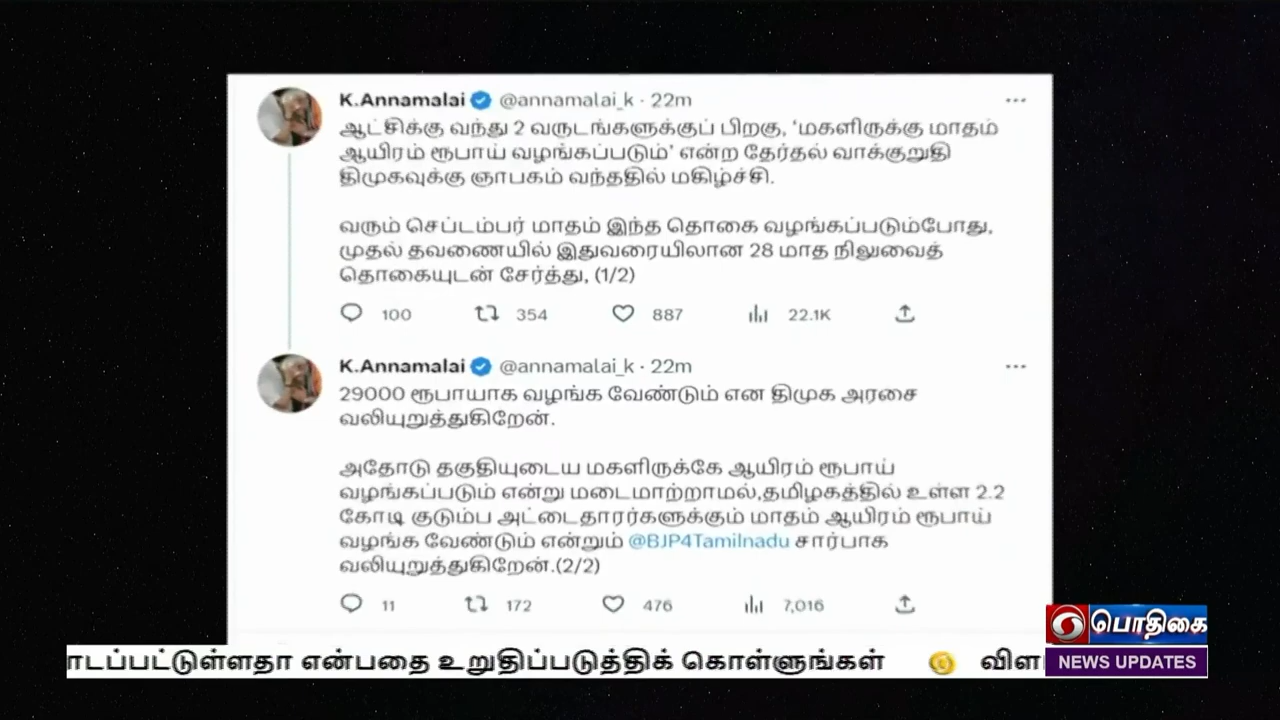 K.Annamalai @annamalai_k · 22m
ஆட்சிக்கு வந்து 2 வருடங்களுக்குப் பிறகு, ‘மகளிருக்கு மாதம்
ஆயிரம் ரூபாய் வழங்கப்படும்’ என்ற தேர்தல் வாக்குறுதி
திமுகவுக்கு ஞாபகம் வந்ததில் மகிழ்ச்சி.
வரும் செப்டம்பர் மாதம் இந்த தொகை வழங்கப்படும்போது,
முதல் தவணையில் இதுவரையிலான 28 மாத நிலுவைத்
தொகையுடன் சேர்த்து, (1/2)
100 354 887 22.1K
K.Annamalai @annamalai_k · 22m
29000 ரூபாயாக வழங்க வேண்டும் என திமுக அரசை
வலியுறுத்துகிறேன்.
அதோடு தகுதியுடைய மகளிருக்கே ஆயிரம் ரூபாய்
வழங்கப்படும் என்று மடைமாற்றாமல்,தமிழகத்தில் உள்ள 2.2
கோடி குடும்ப அட்டைதாரர்களுக்கும் மாதம் ஆயிரம் ரூபாய்
வழங்க வேண்டும் என்றும் @BJP4Tamilnadu சார்பாக
வலியுறுத்துகிறேன்.(2/2)
11 172 476 7,016
பொதிகை
NEWS UPDATES
என்பதை உறுதிப்படுத்திக் கொள்ளுங்கள்